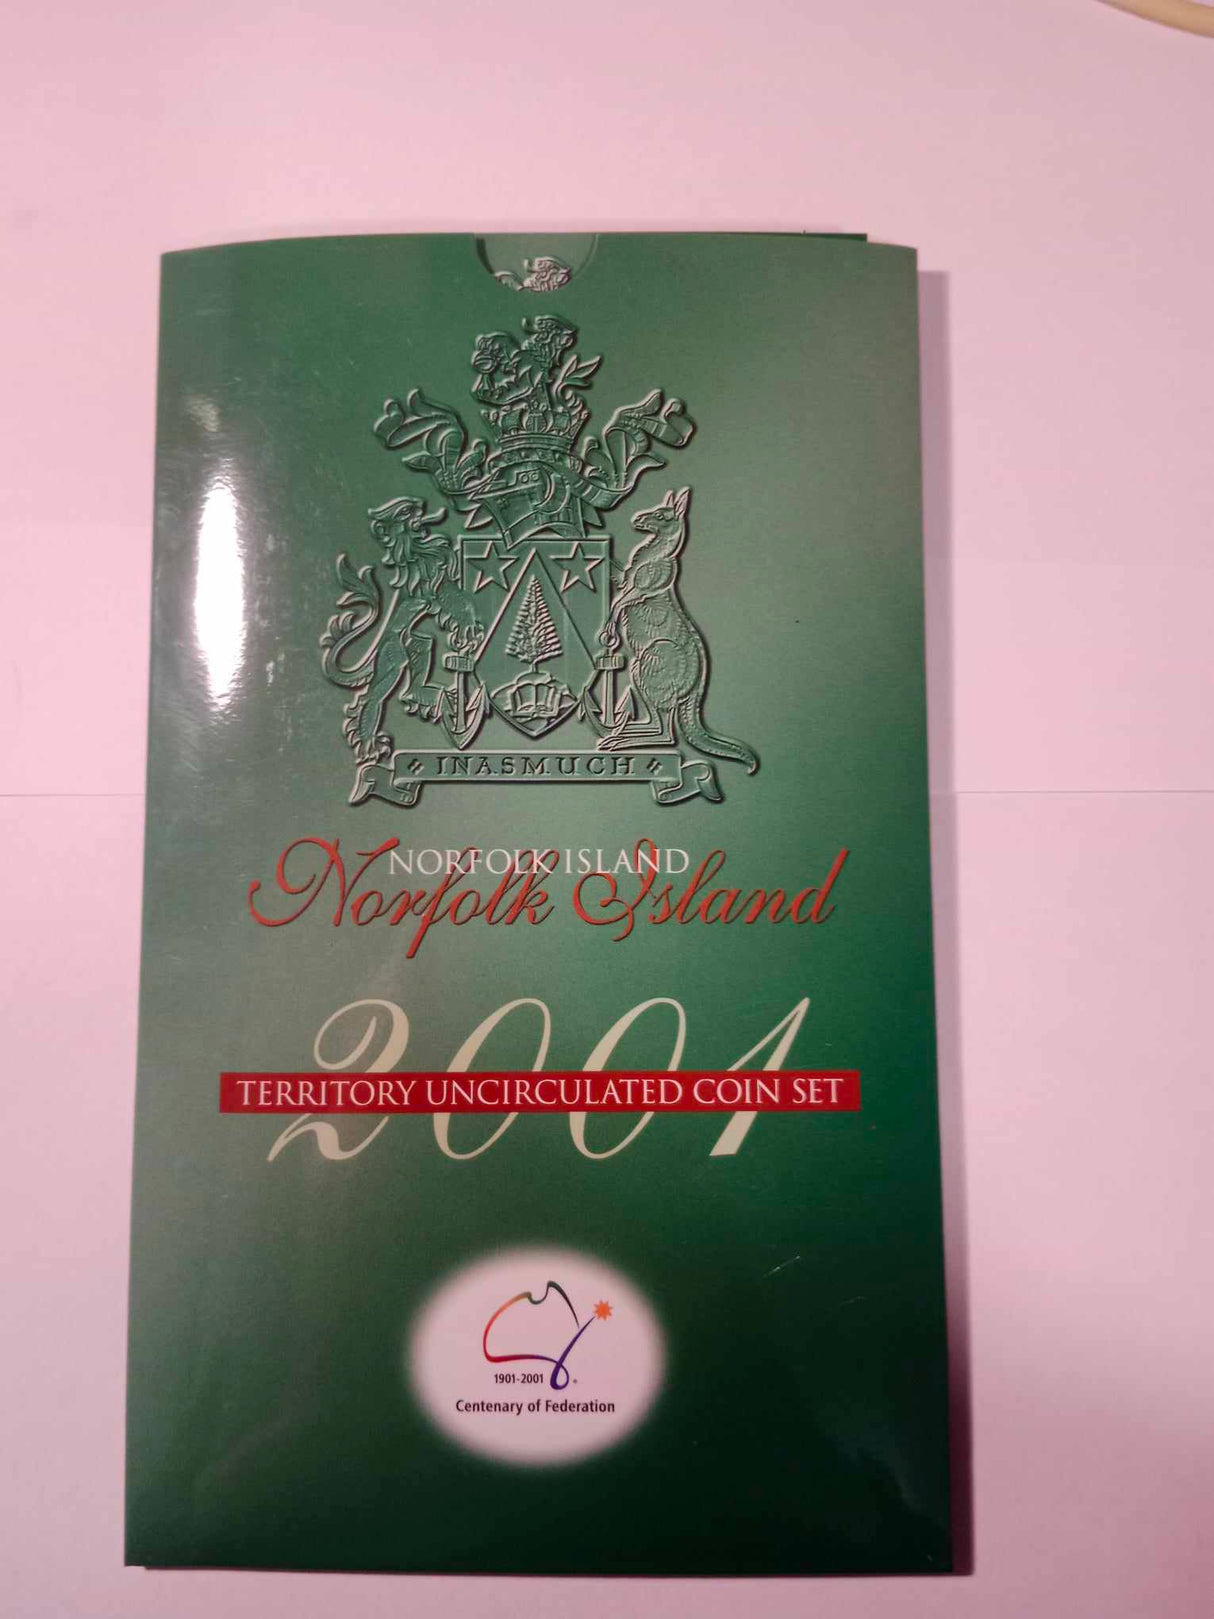 INASMUCH
NORFOLK ISLAND
Norfolk Island
2001
TERRITORY UNCIRCULATED COIN SET
1901-2001
Centenary of Federation